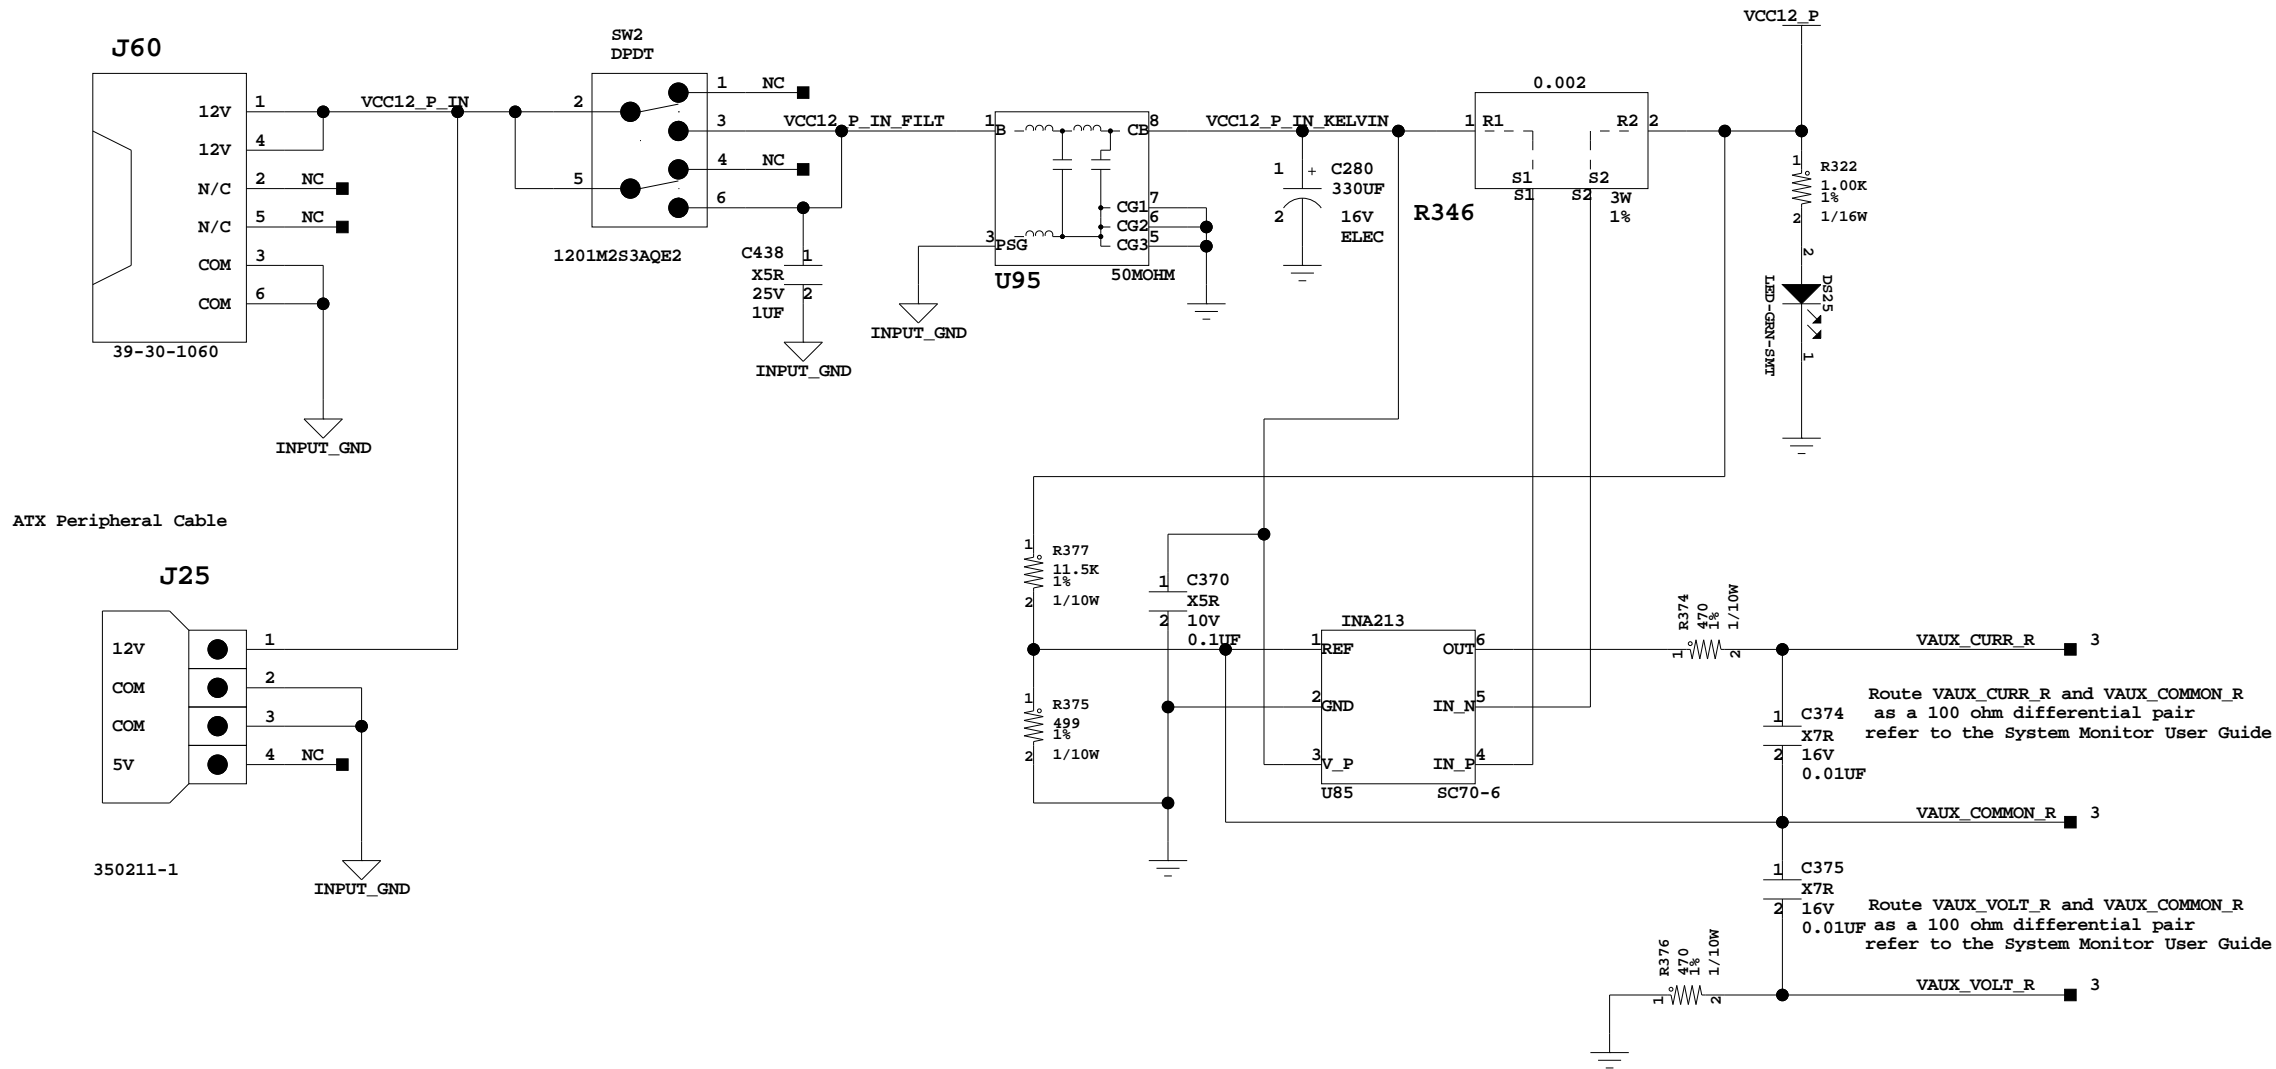 J60
12V 1
12V 4
N/C 2 NC
N/C 5 NC
COM 3
COM 6
39-30-1060
INPUT_GND
VCC12_P_IN
SW2
DPDT
2
5
1 NC
3
4 NC
6
1201M2S3AQE2
VCC12_P_IN_FILT
C438
X5R
25V
1UF
1
2
INPUT_GND
1 B
CB 8
CG1 7
CG2 6
CG3 5
3 PSG
U95
50MOHM
INPUT_GND
VCC12_P_IN_KELVIN
1 + C280
330UF
2 16V
ELEC
0.002
1 R1
R2 2
S1 S2
S1 S2
R346
3W
1%
VCC12_P
1 R322
1.00K
1%
2 1/16W
2
DS25
LED-GRN-SMT
1
ATX Peripheral Cable
J25
12V 1
COM 2
COM 3
5V 4 NC
350211-1
INPUT_GND
1 R377
11.5K
1%
2 1/10W
1 R375
499
1%
2 1/10W
1 C370
X5R
2 10V
0.1UF
INA213
1 REF
OUT 6
2 GND
IN_N 5
3 V_P
IN_P 4
U85
SC70-6
R374
470
1%
1/10W
1 2
VAUX_CURR_R 3
Route VAUX_CURR_R and VAUX_COMMON_R
as a 100 ohm differential pair
refer to the System Monitor User Guide
1 C374
X7R
2 16V
0.01UF
VAUX_COMMON_R 3
1 C375
X7R
2 16V
0.01UF
Route VAUX_VOLT_R and VAUX_COMMON_R
as a 100 ohm differential pair
refer to the System Monitor User Guide
R376
470
1%
1/10W
1 2
VAUX_VOLT_R 3